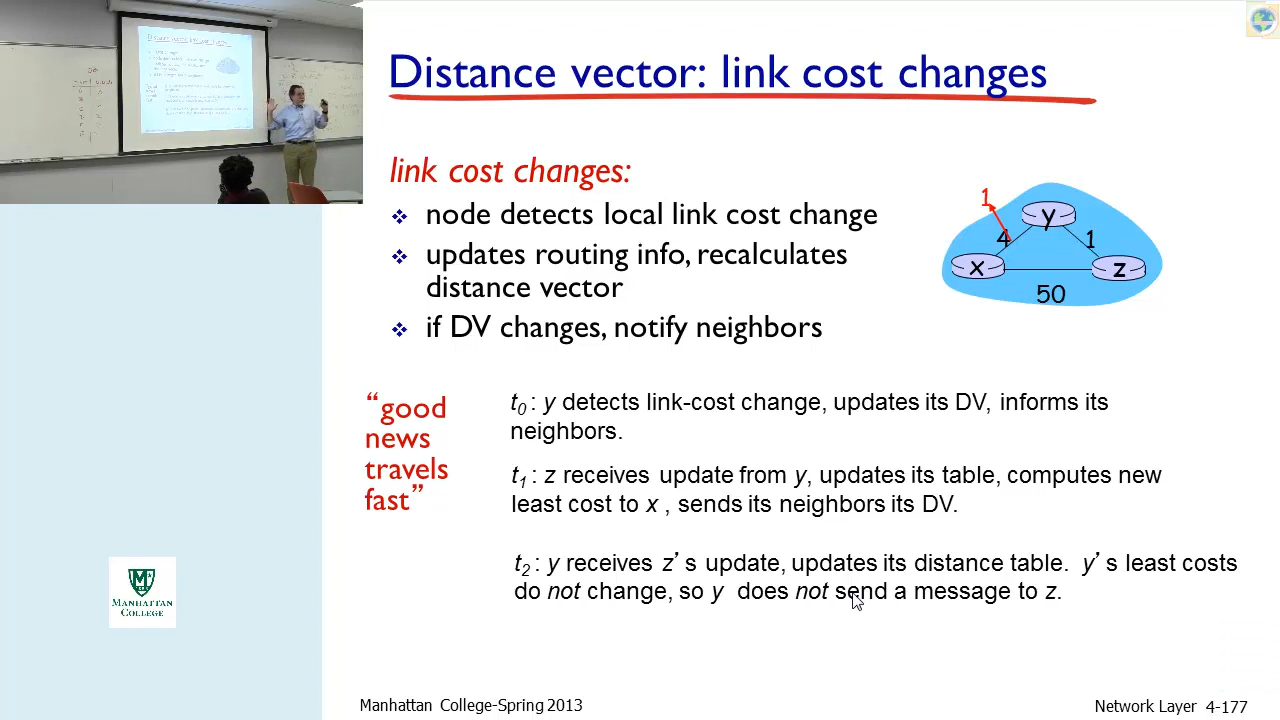 Distance vector: link cost changes
link cost changes:
node detects local link cost change
updates routing info, recalculates
distance vector
if DV changes, notify neighbors
1
y
4
1
x
z
50
“good
news
travels
fast”
t0 : y detects link-cost change, updates its DV, informs its
neighbors.
t1 : z receives update from y, updates its table, computes new
least cost to x , sends its neighbors its DV.
t2 : y receives z’s update, updates its distance table. y’s least costs
do not change, so y does not send a message to z.
M
MANHATTAN
COLLEGE
Manhattan College-Spring 2013
Network Layer 4-177